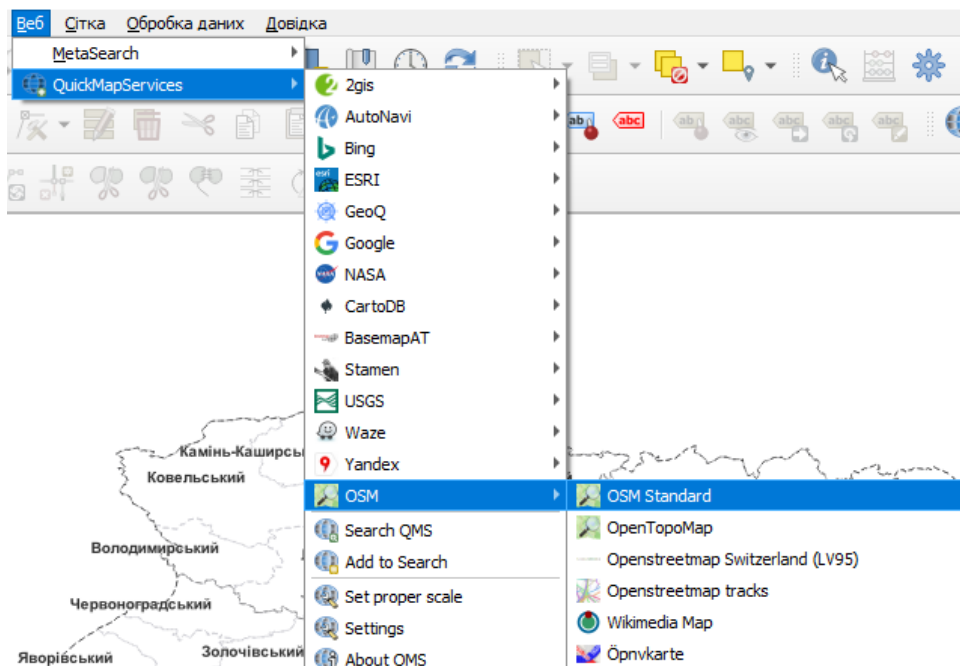 Веб Сітка Обробка даних Довідка
MetaSearch
QuickMapServices
2gis
AutoNavi
Bing
ESRI
GeoQ
Google
NASA
CartoDB
BasemapAT
Stamen
USGS
Waze
Yandex
OSM
Search QMS
Add to Search
Set proper scale
Settings
About QMS
OSM Standard
OpenTopoMap
Openstreetmap Switzerland (LV95)
Openstreetmap tracks
Wikimedia Map
Öpnvkarte
abc
Камінь-Каширсь
Ковельський
Володимирський
Червоноградський
Яворівський
Золочівський